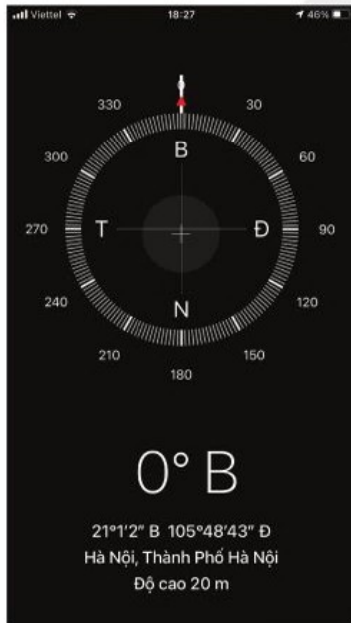 Viettel 18:27 46%
0
330 30
B
300 60
270 T Đ 90
240 120
N
210 150
180
0° B
21°1'2" B 105°48'43" Đ
Hà Nội, Thành Phố Hà Nội
Độ cao 20 m